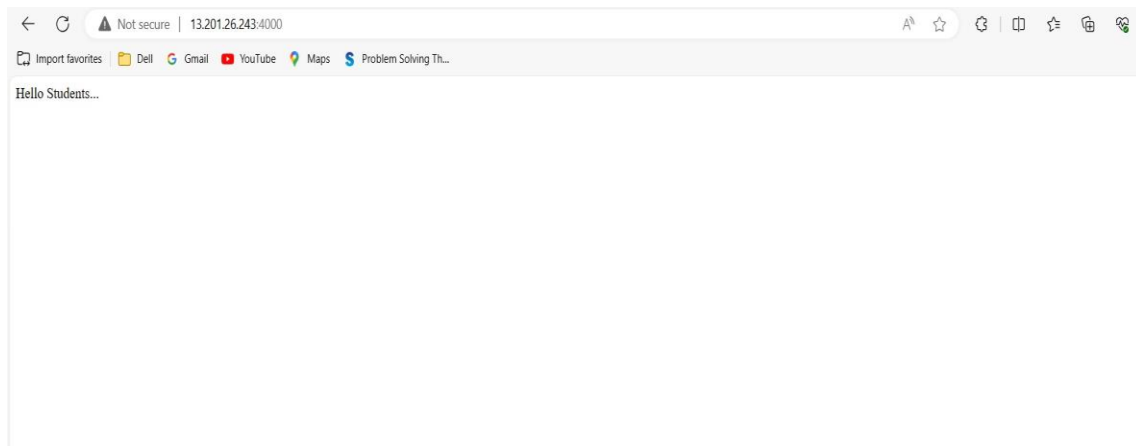 Not secure | 13.201.26.243:4000
Import favorites Dell Gmail YouTube Maps Problem Solving Th...
Hello Students...